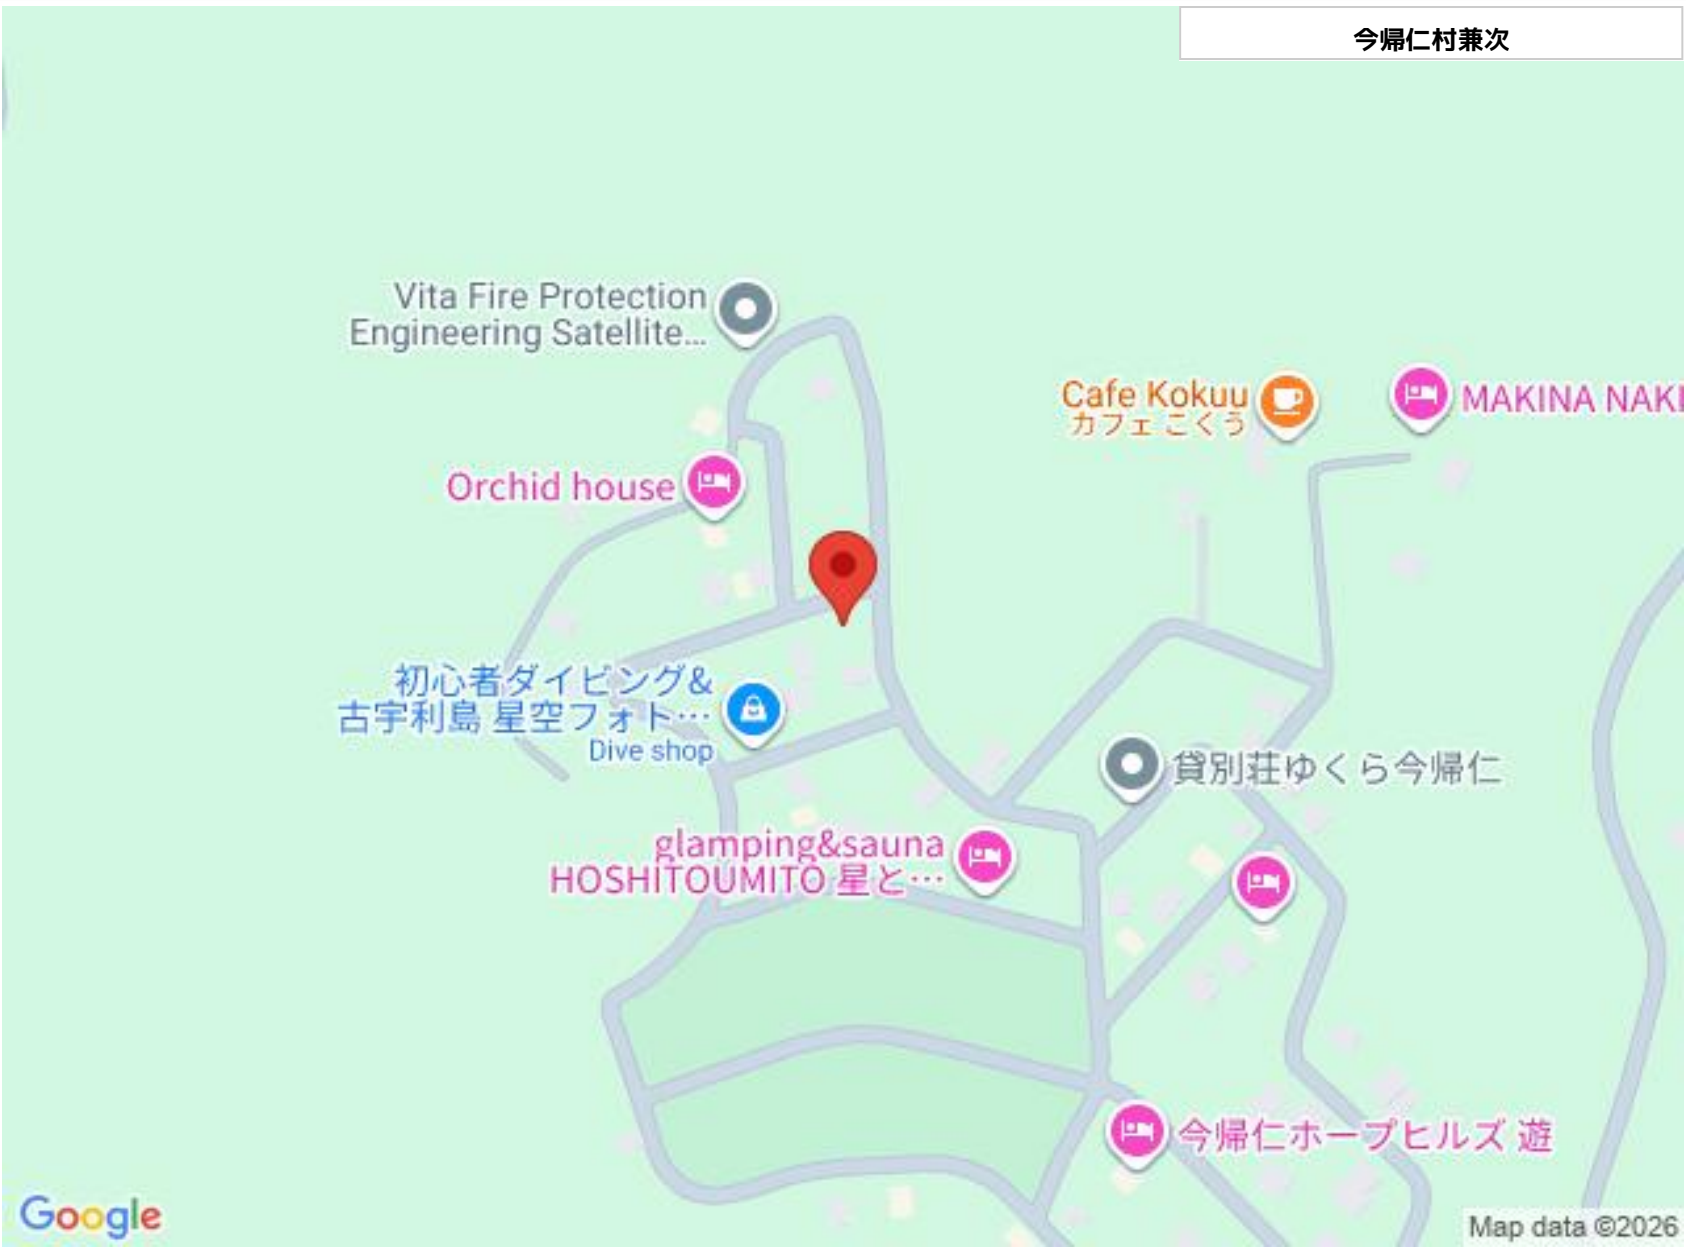 今帰仁村兼次
Vita Fire Protection
Engineering Satellite...
Cafe Kokuu
カフェ こくう
MAKINA NAKI
Orchid house
初心者ダイビング&
古宇利島 星空フォト…
Dive shop
貸別荘ゆくら今帰仁
glamping&sauna
HOSHITOUMITO 星と…
今帰仁ホープヒルズ 遊
Google
Map data ©2026